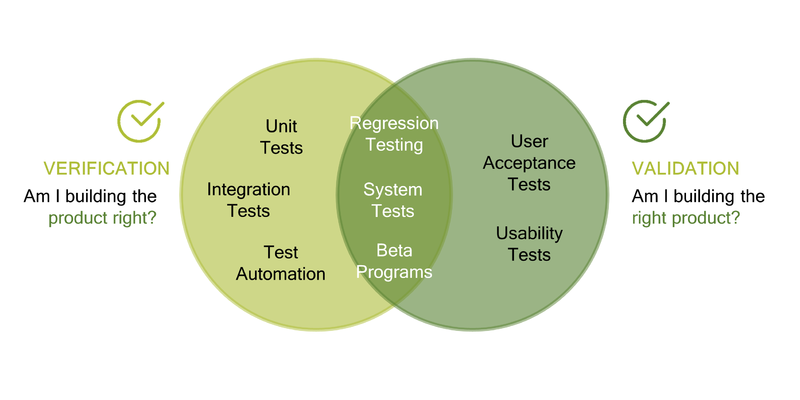 VERIFICATION
Am I building the
product right?
Unit
Tests
Integration
Tests
Test
Automation
Regression
Testing
System
Tests
Beta
Programs
User
Acceptance
Tests
Usability
Tests
VALIDATION
Am I building the
right product?